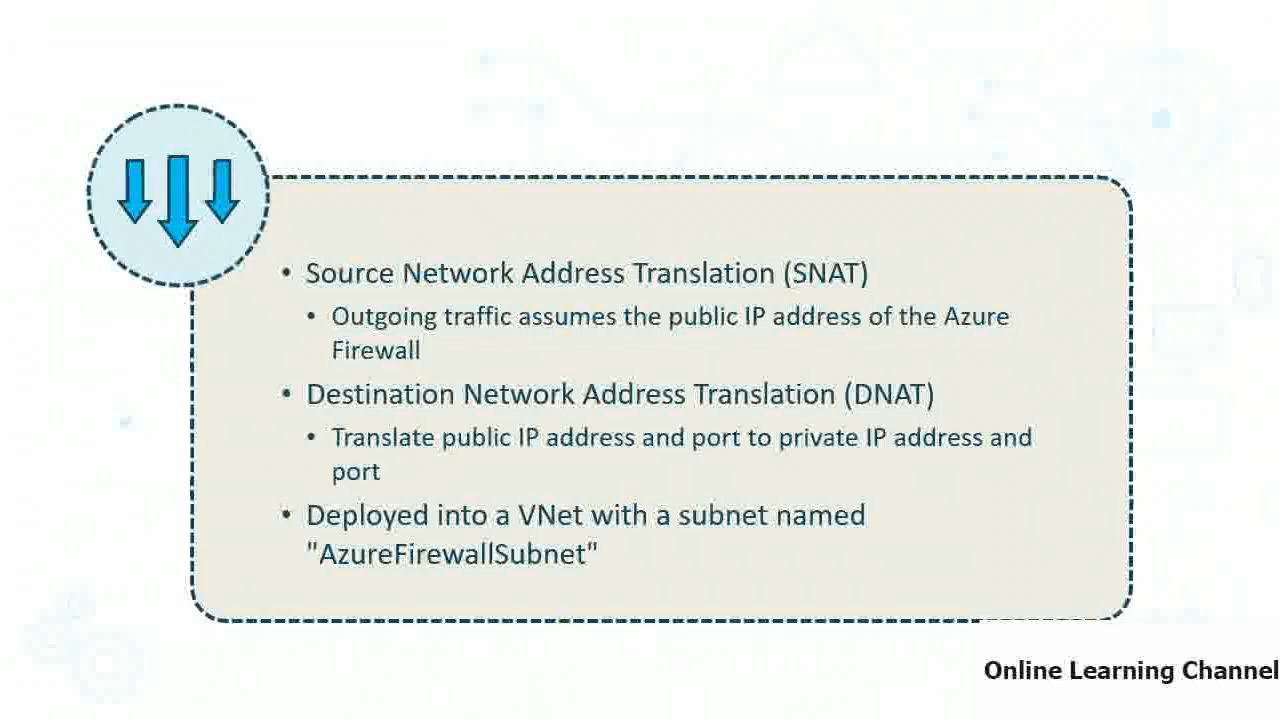 • Source Network Address Translation (SNAT)
• Outgoing traffic assumes the public IP address of the Azure
Firewall
• Destination Network Address Translation (DNAT)
• Translate public IP address and port to private IP address and
port
• Deployed into a VNet with a subnet named
"AzureFirewallSubnet"
Online Learning Channel